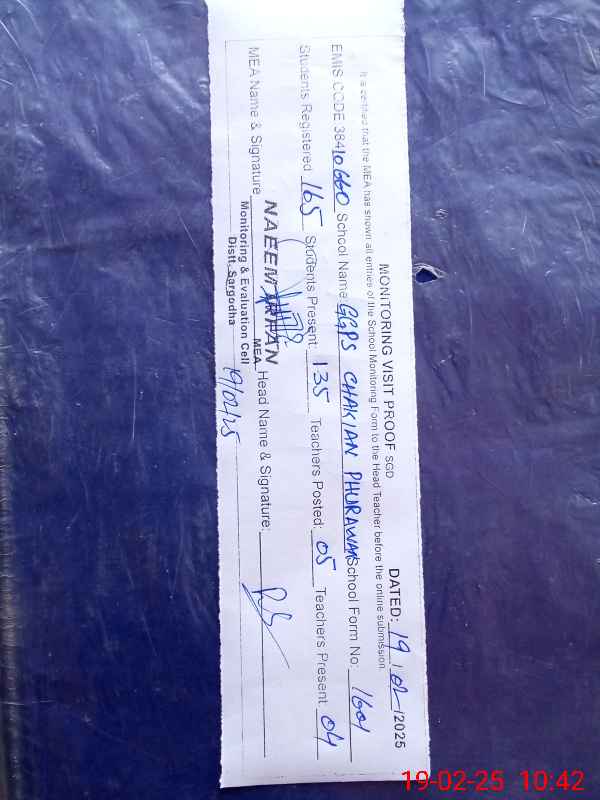 MONITORING VISIT PROOF SGD DATED: 19/02/2025
It is certified that the MEA has shown all entries of the School Monitoring Form to the Head Teacher before the online submission.
EMIS CODE 38410660 School Name: GGPS CHAKIAN PHURAWAN School Form No: 1601
Students Registered 165 Students Present: 135 Teachers Posted: 05 Teachers Present: 04
MEA Name & Signature NAEEM IRFAN Head Name & Signature:
MEA
Monitoring & Evaluation Cell
Distt. Sargodha
19/02/25
19-02-25 10:42